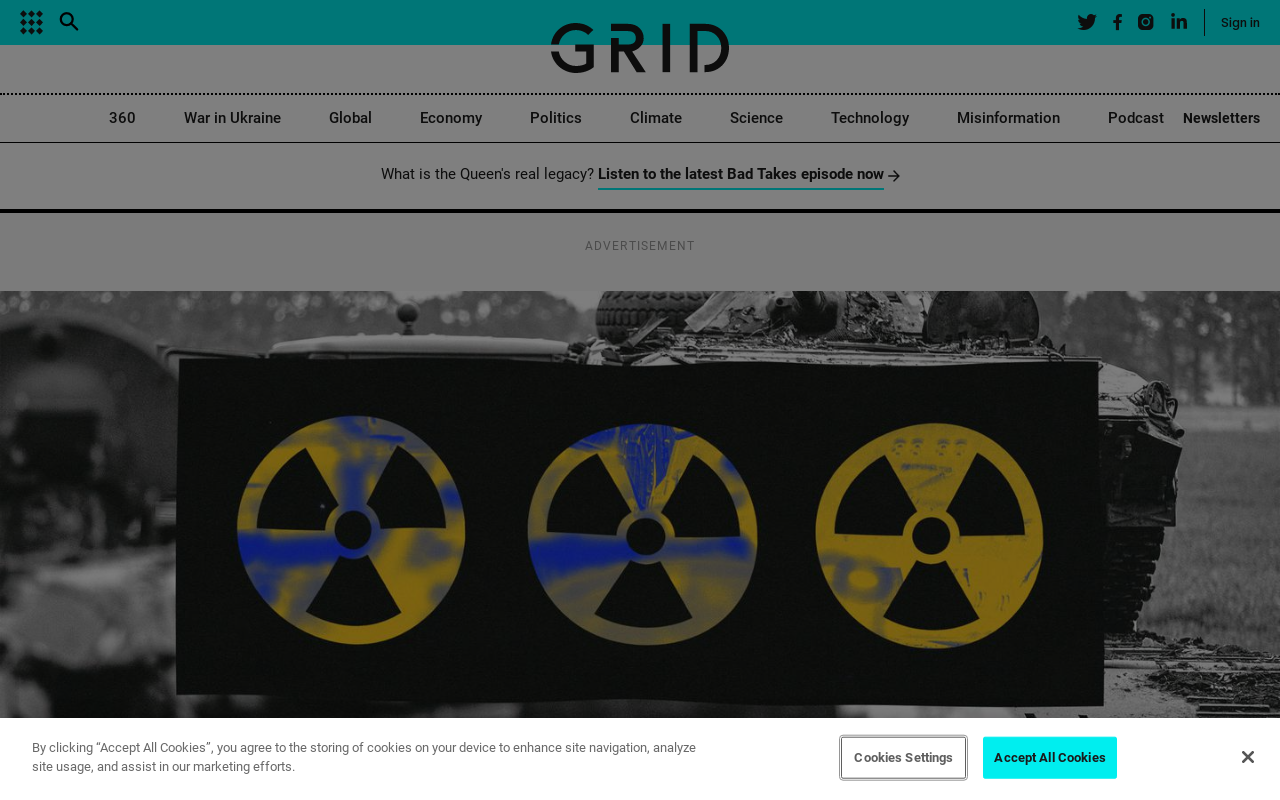 GRID
Sign in
360 War in Ukraine Global Economy Politics Climate Science Technology Misinformation Podcast Newsletters
What is the Queen's real legacy? Listen to the latest Bad Takes episode now
ADVERTISEMENT
By clicking “Accept All Cookies”, you agree to the storing of cookies on your device to enhance site navigation, analyze
site usage, and assist in our marketing efforts.
Cookies Settings
Accept All Cookies